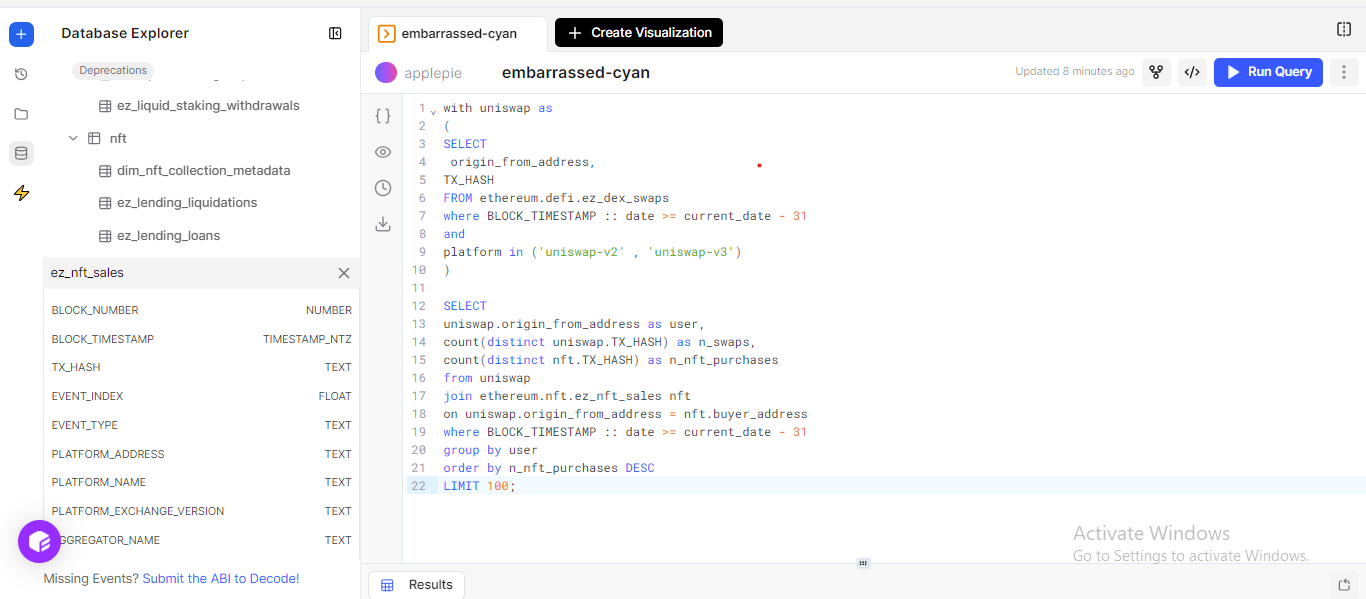 Database Explorer
Deprecations
ez_liquid_staking_withdrawals
nft
dim_nft_collection_metadata
ez_lending_liquidations
ez_lending_loans
ez_nft_sales
BLOCK_NUMBER NUMBER
BLOCK_TIMESTAMP TIMESTAMP_NTZ
TX_HASH TEXT
EVENT_INDEX FLOAT
EVENT_TYPE TEXT
PLATFORM_ADDRESS TEXT
PLATFORM_NAME TEXT
PLATFORM_EXCHANGE_VERSION TEXT
GGREGATOR_NAME TEXT
Missing Events? Submit the ABI to Decode!
embarrassed-cyan
Create Visualization
applepie
embarrassed-cyan
Updated 8 minutes ago
Run Query
1 with uniswap as
2 (
3 SELECT
4 origin_from_address,
5 TX_HASH
6 FROM ethereum.defi.ez_dex_swaps
7 where BLOCK_TIMESTAMP :: date >= current_date - 31
8 and
9 platform in ('uniswap-v2' , 'uniswap-v3')
10 )
11
12 SELECT
13 uniswap.origin_from_address as user,
14 count(distinct uniswap.TX_HASH) as n_swaps,
15 count(distinct nft.TX_HASH) as n_nft_purchases
16 from uniswap
17 join ethereum.nft.ez_nft_sales nft
18 on uniswap.origin_from_address = nft.buyer_address
19 where BLOCK_TIMESTAMP :: date >= current_date - 31
20 group by user
21 order by n_nft_purchases DESC
22 LIMIT 100;
Activate Windows
Go to Settings to activate Windows.
Results